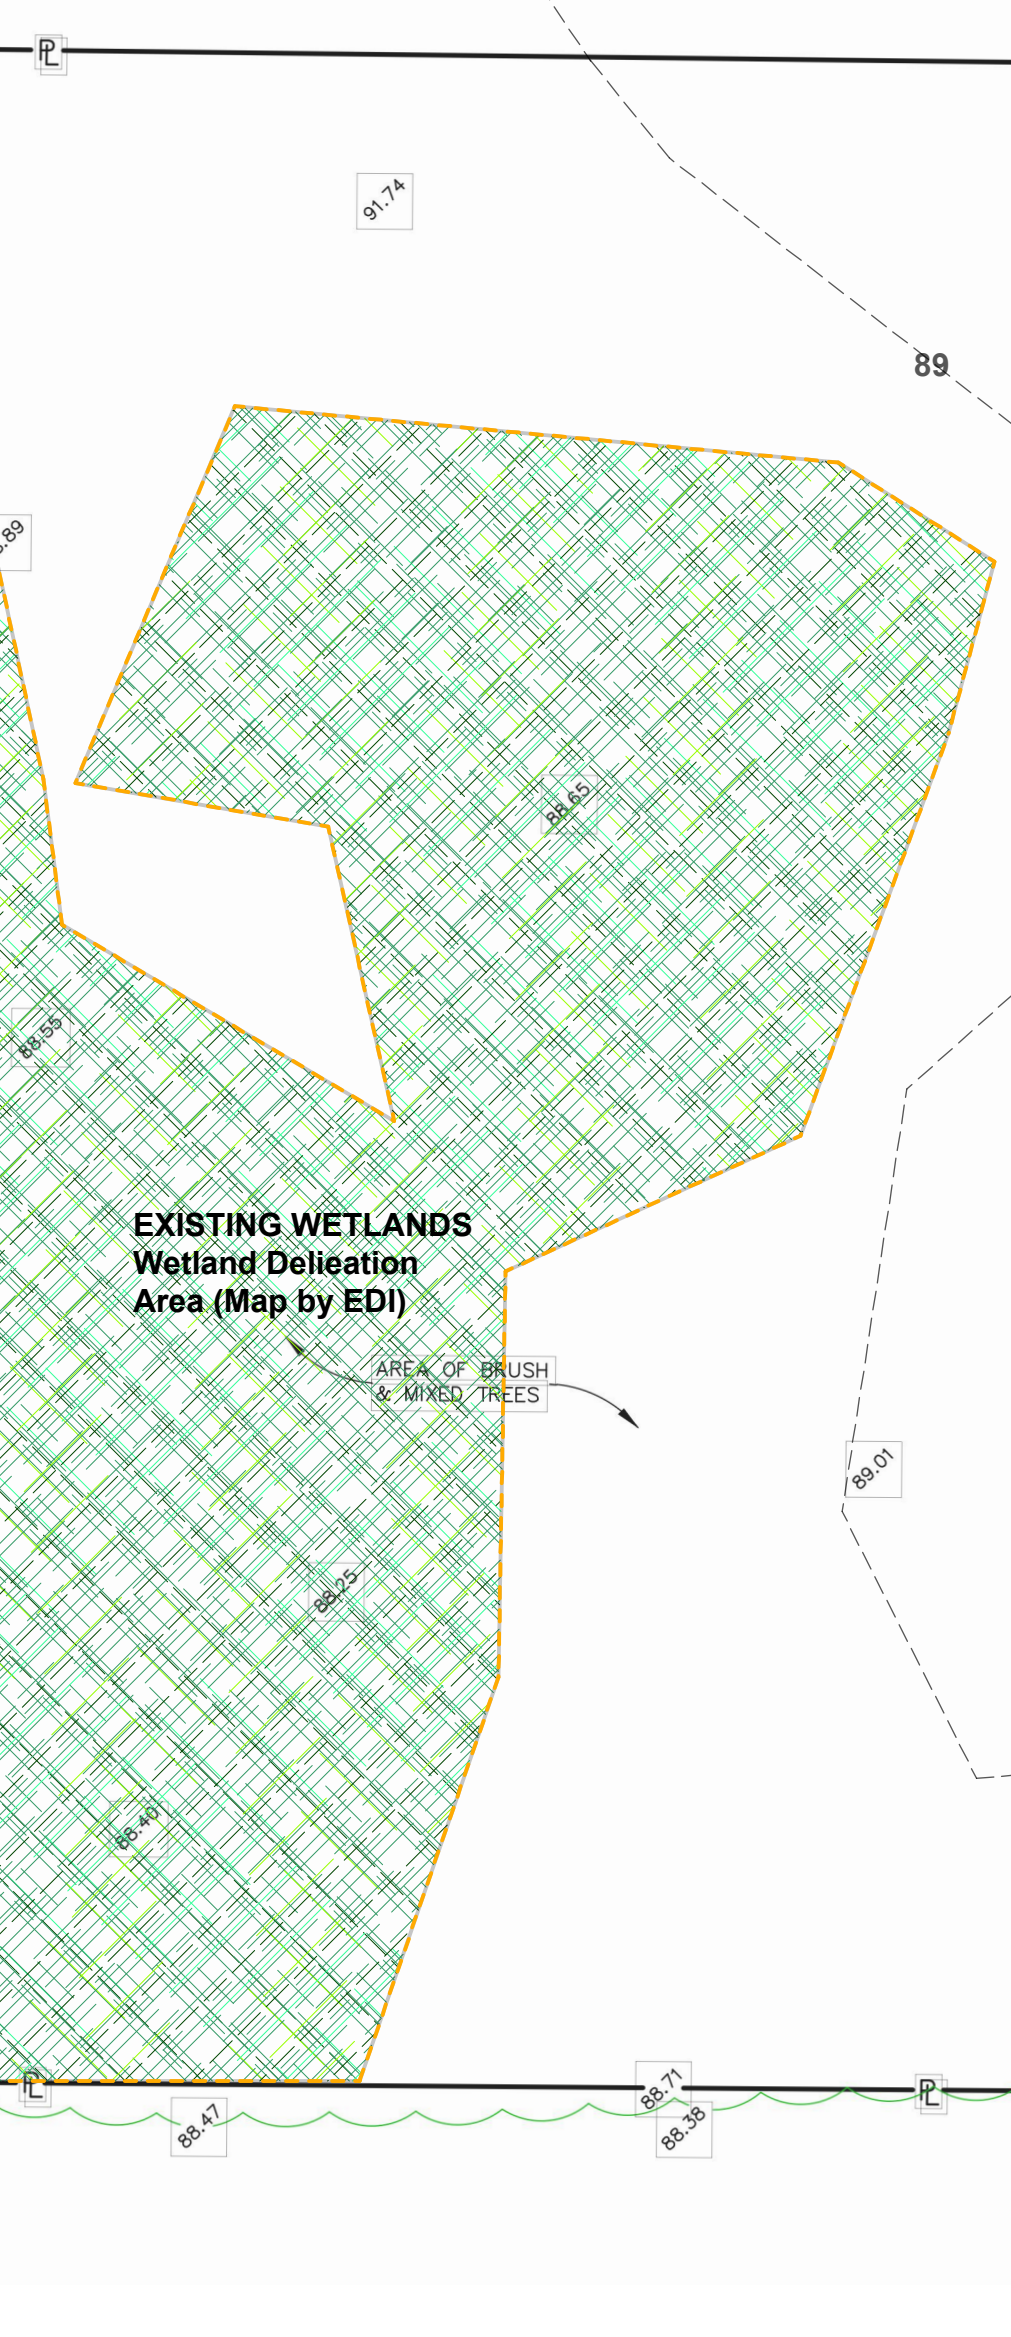 PL
91.74
89
88.65
88.55
EXISTING WETLANDS
Wetland Delieation
Area (Map by EDI)
AREA OF BRUSH
& MIXED TREES
89.01
88.25
88.40
PL
88.71
PL
88.47
88.38